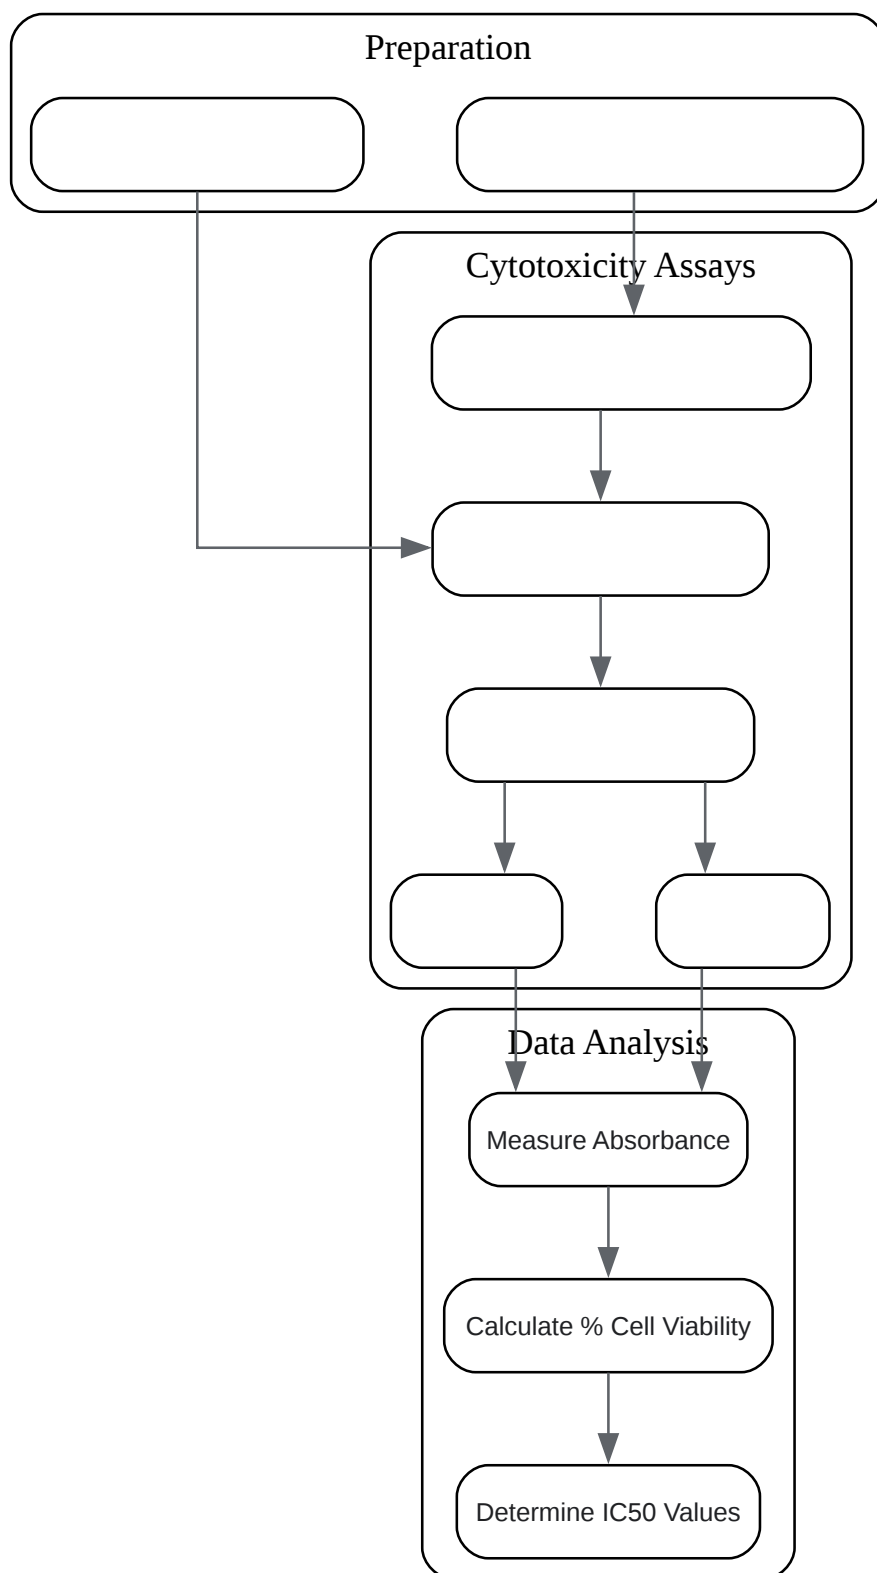 Preparation
Cytotoxicity Assays
Data Analysis
Measure Absorbance
Calculate % Cell Viability
Determine IC50 Values